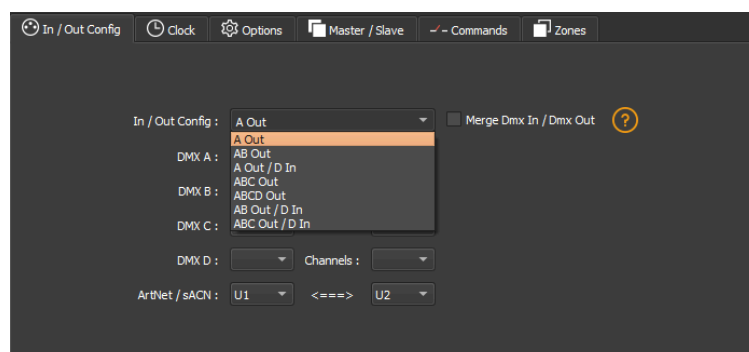 In / Out Config Clock Options Master / Slave Commands Zones
In / Out Config : A Out Merge Dmx In / Dmx Out ?
A Out
DMX A : AB Out
A Out / D In
ABC Out
DMX B : ABCD Out
AB Out / D In
DMX C : ABC Out / D In
DMX D : Channels :
ArtNet / sACN : U1 <===> U2